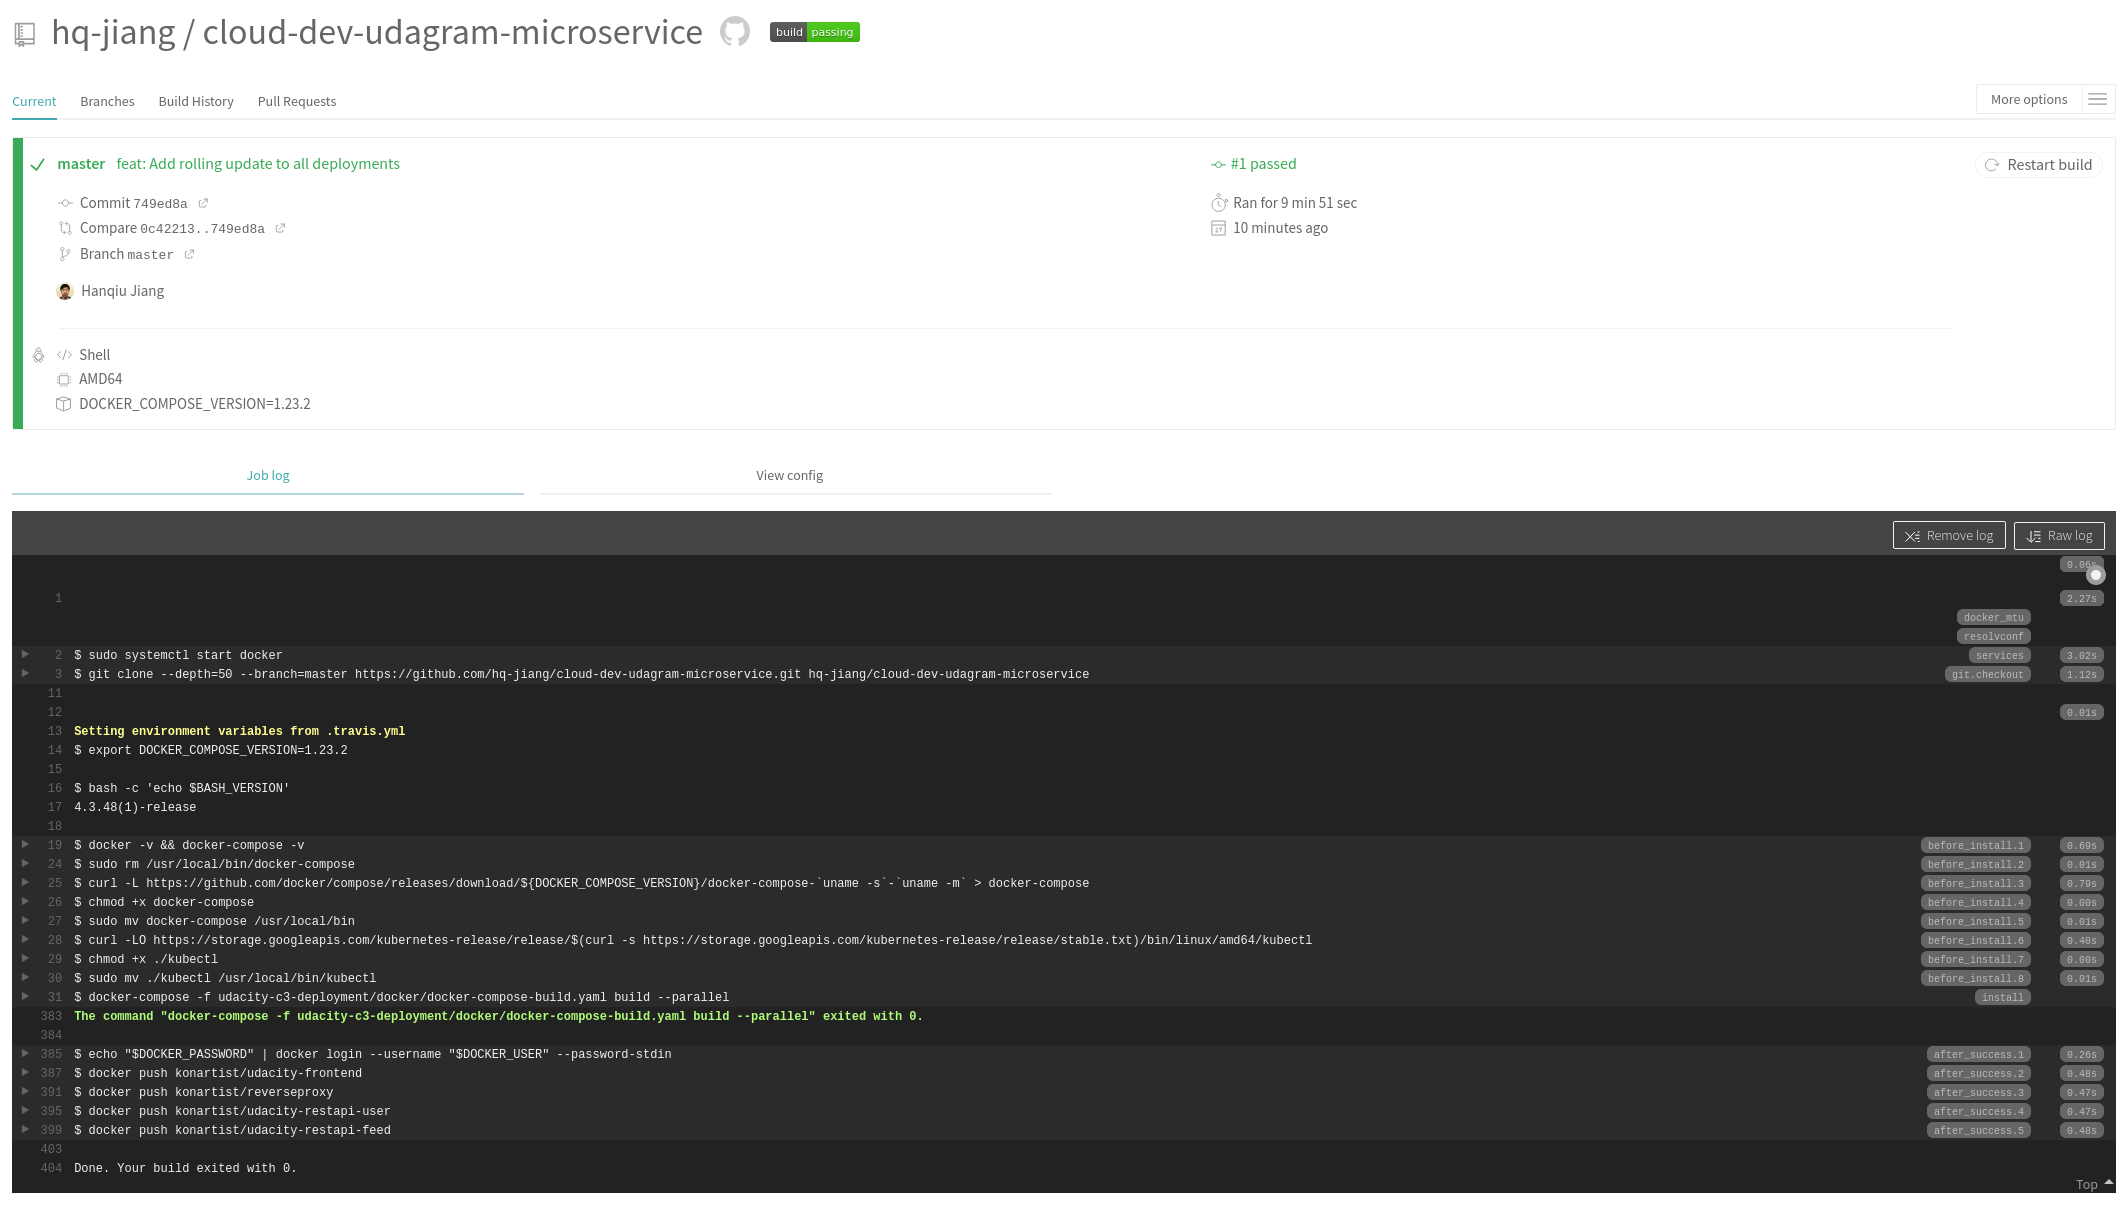 hq-jiang / cloud-dev-udagram-microservice build passing
Current Branches Build History Pull Requests More options
master feat: Add rolling update to all deployments #1 passed Restart build
Commit 749ed8a Ran for 9 min 51 sec
Compare 0c42213..749ed8a 10 minutes ago
Branch master
Hanqiu Jiang
Shell
AMD64
DOCKER_COMPOSE_VERSION=1.23.2
Job log View config
Remove log Raw log
0.06s
1 2.27s
docker_mtu
resolvconf
2 $ sudo systemctl start docker services 3.02s
3 $ git clone --depth=50 --branch=master https://github.com/hq-jiang/cloud-dev-udagram-microservice.git hq-jiang/cloud-dev-udagram-microservice git.checkout 1.12s
11
12 0.01s
13 Setting environment variables from .travis.yml
14 $ export DOCKER_COMPOSE_VERSION=1.23.2
15
16 $ bash -c 'echo $BASH_VERSION'
17 4.3.48(1)-release
18
19 $ docker -v && docker-compose -v before_install.1 0.69s
24 $ sudo rm /usr/local/bin/docker-compose before_install.2 0.01s
25 $ curl -L https://github.com/docker/compose/releases/download/${DOCKER_COMPOSE_VERSION}/docker-compose-`uname -s`-`uname -m` > docker-compose before_install.3 0.79s
26 $ chmod +x docker-compose before_install.4 0.00s
27 $ sudo mv docker-compose /usr/local/bin before_install.5 0.01s
28 $ curl -LO https://storage.googleapis.com/kubernetes-release/release/$(curl -s https://storage.googleapis.com/kubernetes-release/release/stable.txt)/bin/linux/amd64/kubectl before_install.6 0.40s
29 $ chmod +x ./kubectl before_install.7 0.00s
30 $ sudo mv ./kubectl /usr/local/bin/kubectl before_install.8 0.01s
31 $ docker-compose -f udacity-c3-deployment/docker/docker-compose-build.yaml build --parallel install
383 The command "docker-compose -f udacity-c3-deployment/docker/docker-compose-build.yaml build --parallel" exited with 0.
384
385 $ echo "$DOCKER_PASSWORD" | docker login --username "$DOCKER_USER" --password-stdin after_success.1 0.26s
387 $ docker push konartist/udacity-frontend after_success.2 0.48s
391 $ docker push konartist/reverseproxy after_success.3 0.47s
395 $ docker push konartist/udacity-restapi-user after_success.4 0.47s
399 $ docker push konartist/udacity-restapi-feed after_success.5 0.48s
403
404 Done. Your build exited with 0.
Top